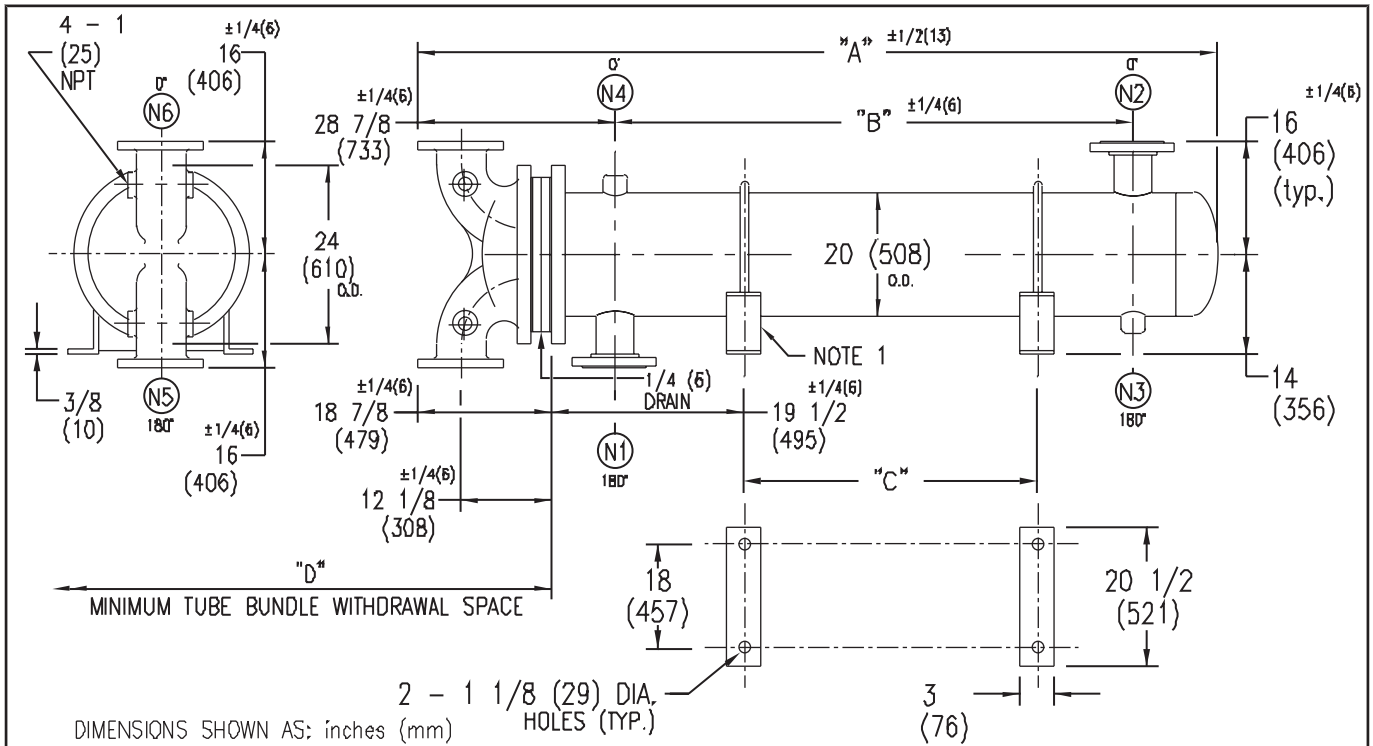 4 - 1
(25)
NPT
±1/4(6)
16
(406)
0°
N6
24
(610)
O.D.
3/8
(10)
N5
180°
±1/4(6)
16
(406)
"A" ±1/2(13)
0°
N4
0°
N2
±1/4(6)
28 7/8
(733)
"B" ±1/4(6)
±1/4(6)
16
(406)
(typ.)
20 (508)
O.D.
NOTE 1
1/4 (6)
DRAIN
±1/4(6)
18 7/8
(479)
±1/4(6)
19 1/2
(495)
N3
180°
14
(356)
N1
180°
±1/4(6)
12 1/8
(308)
"C"
"D"
MINIMUM TUBE BUNDLE WITHDRAWAL SPACE
18
(457)
20 1/2
(521)
2 - 1 1/8 (29) DIA.
HOLES (TYP.)
3
(76)
DIMENSIONS SHOWN AS: inches (mm)